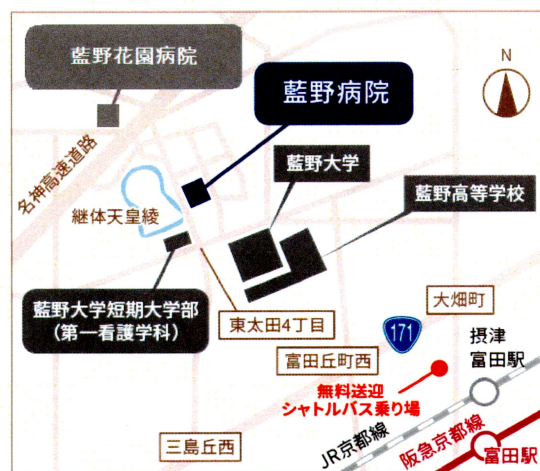 藍野花園病院
N
藍野病院
名神高速道路
藍野大学
継体天皇綾
藍野高等学校
藍野大学短期大学部
(第一看護学科)
東太田4丁目
大畑町
171
富田丘町西
摂津
富田駅
無料送迎
シャトルバス乗り場
三島丘西
JR京都線
阪急京都線
富田駅